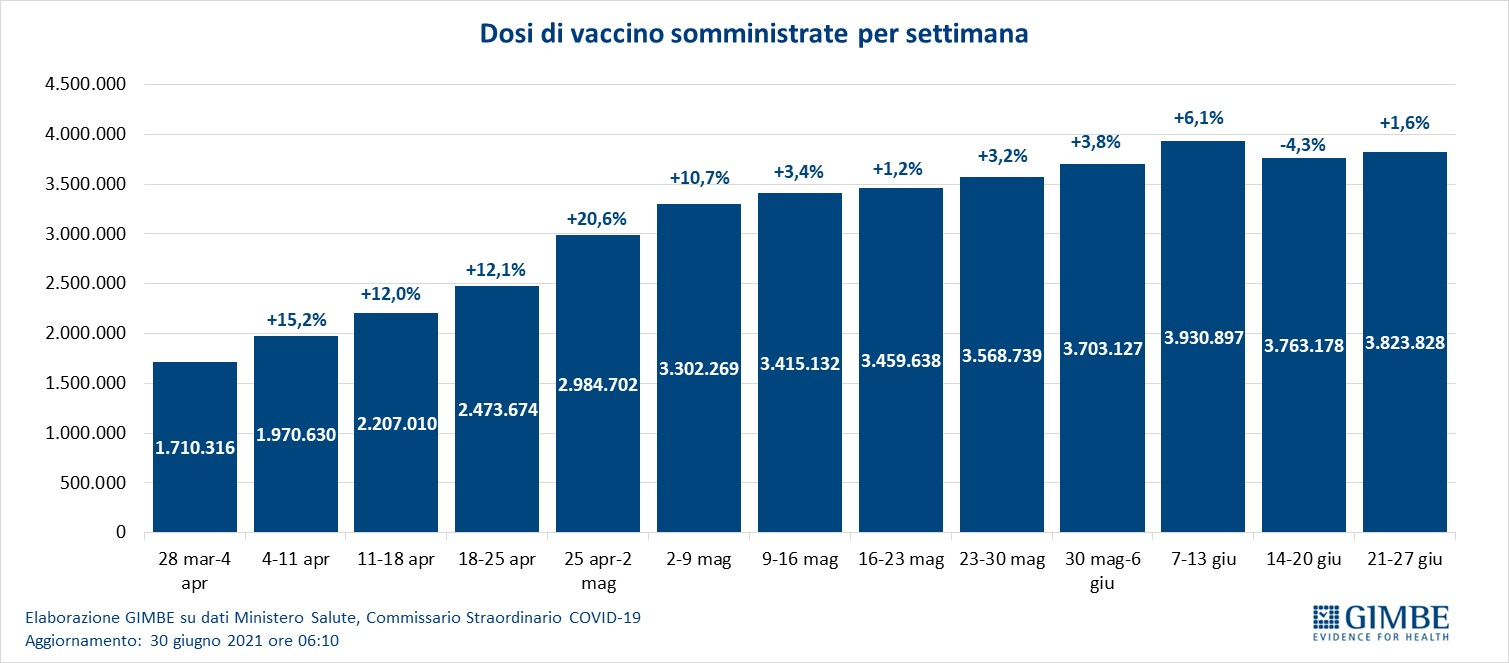 Dosi di vaccino somministrate per settimana
4.500.000
4.000.000
3.500.000
3.000.000
2.500.000
2.000.000
1.500.000
1.000.000
500.000
0
+15,2%
+12,0%
+12,1%
+20,6%
+10,7%
+3,4%
+1,2%
+3,2%
+3,8%
+6,1%
-4,3%
+1,6%
1.710.316
1.970.630
2.207.010
2.473.674
2.984.702
3.302.269
3.415.132
3.459.638
3.568.739
3.703.127
3.930.897
3.763.178
3.823.828
28 mar-4
apr
4-11 apr
11-18 apr
18-25 apr
25 apr-2
mag
2-9 mag
9-16 mag
16-23 mag
23-30 mag
30 mag-6
giu
7-13 giu
14-20 giu
21-27 giu
Elaborazione GIMBE su dati Ministero Salute, Commissario Straordinario COVID-19
Aggiornamento: 30 giugno 2021 ore 06:10
GIMBE
EVIDENCE FOR HEALTH